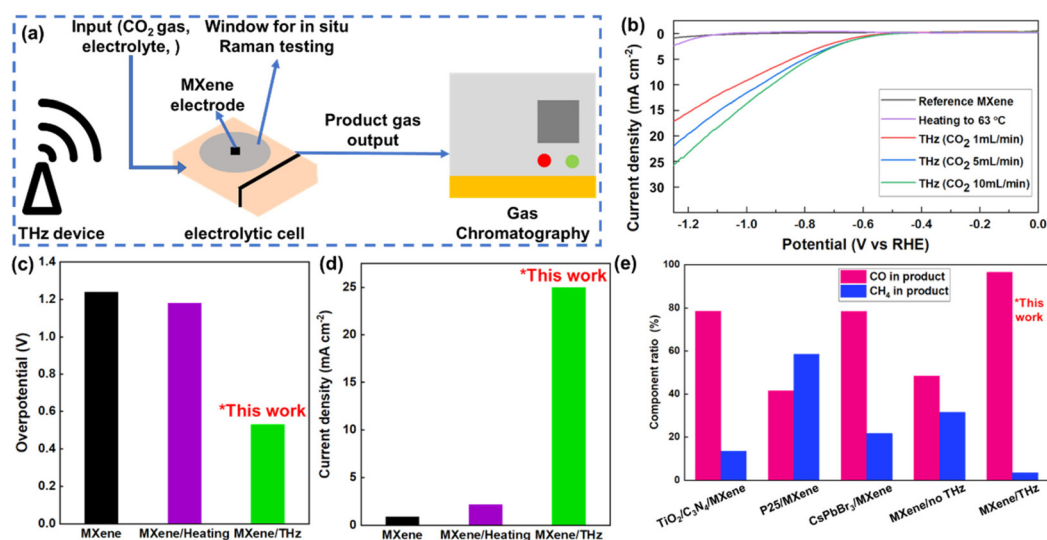 (a)
Input (CO2 gas,
electrolyte, )
Window for in situ
Raman testing
MXene
electrode
Product gas
output
THz device
electrolytic cell
Gas
Chromatography
(b)
Current density (mA cm⁻²)
0
5
10
15
20
25
30
Reference MXene
Heating to 63 °C
THz (CO2 1mL/min)
THz (CO2 5mL/min)
THz (CO2 10mL/min)
-1.2 -1.0 -0.8 -0.6 -0.4 -0.2 0.0
Potential (V vs RHE)
(c)
Overpotential (V)
1.4
1.2
1.0
0.8
0.6
0.4
0.2
0.0
*This work
MXene MXene/Heating MXene/THz
(d)
Current density (mA cm⁻²)
25
20
15
10
5
0
*This work
MXene MXene/Heating MXene/THz
(e)
Component ratio (%)
100
80
60
40
20
0
CO in product
CH4 in product
*This
work
TiO2/C3N4/MXene
P25/MXene
CsPbBr3/MXene
MXene/no THz
MXene/THz